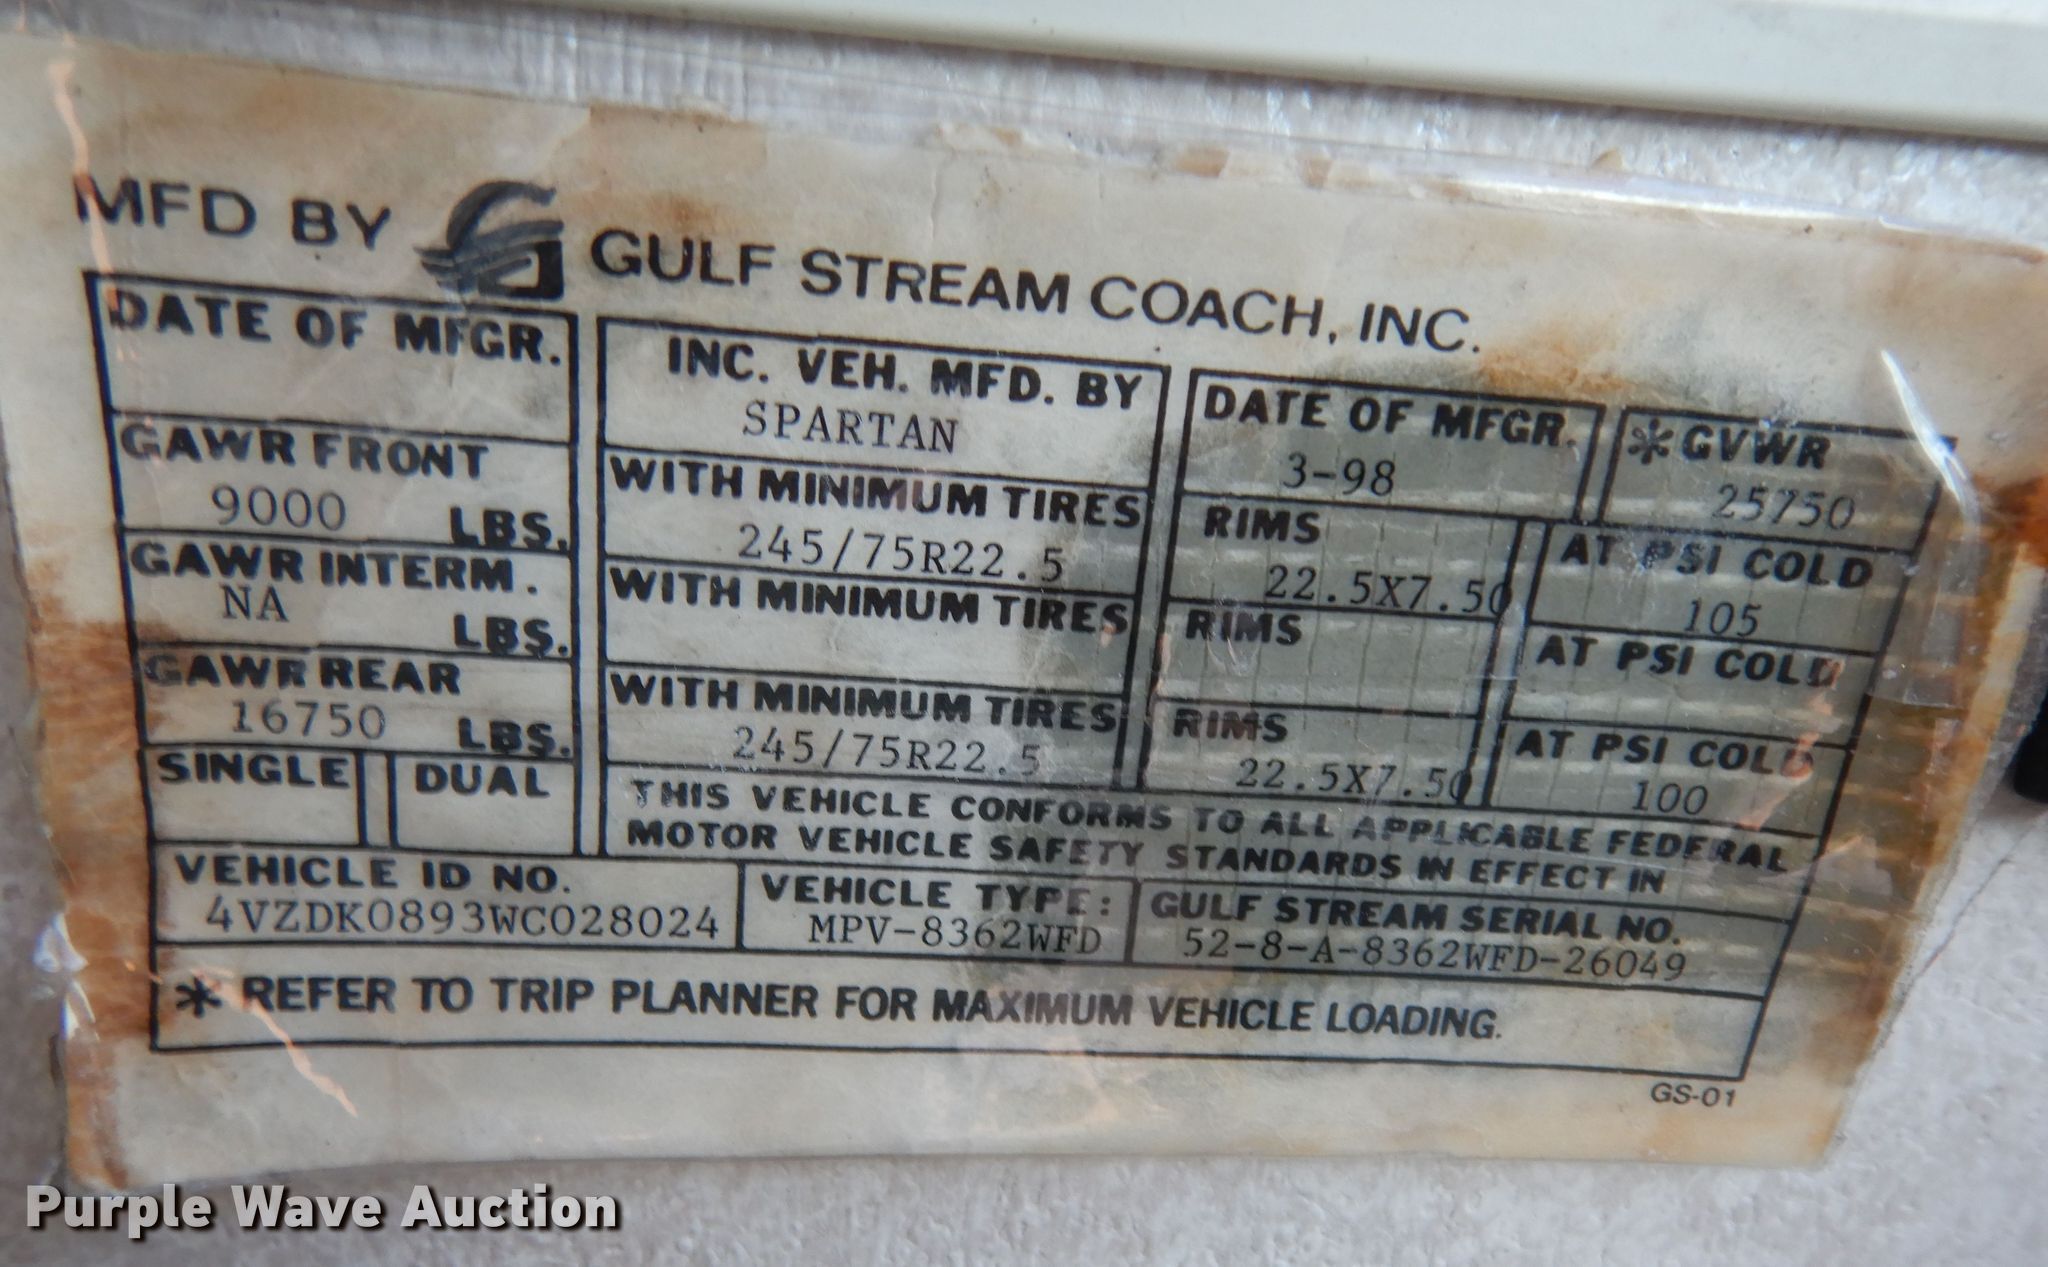 MFD BY GULF STREAM COACH, INC.
DATE OF MFGR.
INC. VEH. MFD. BY
SPARTAN
DATE OF MFGR.
3-98
* GVWR
25750
GAWR FRONT
9000 LBS.
WITH MINIMUM TIRES
245/75R22.5
RIMS
22.5X7.50
AT PSI COLD
105
GAWR INTERM.
NA LBS.
WITH MINIMUM TIRES
RIMS
AT PSI COLD
GAWR REAR
16750 LBS.
WITH MINIMUM TIRES
245/75R22.5
RIMS
22.5X7.50
AT PSI COLD
100
SINGLE
DUAL
THIS VEHICLE CONFORMS TO ALL APPLICABLE FEDERAL
MOTOR VEHICLE SAFETY STANDARDS IN EFFECT IN
VEHICLE ID NO.
4VZDK0893WC028024
VEHICLE TYPE:
MPV-8362WFD
GULF STREAM SERIAL NO.
52-8-A-8362WFD-26049
* REFER TO TRIP PLANNER FOR MAXIMUM VEHICLE LOADING.
GS-01
Purple Wave Auction